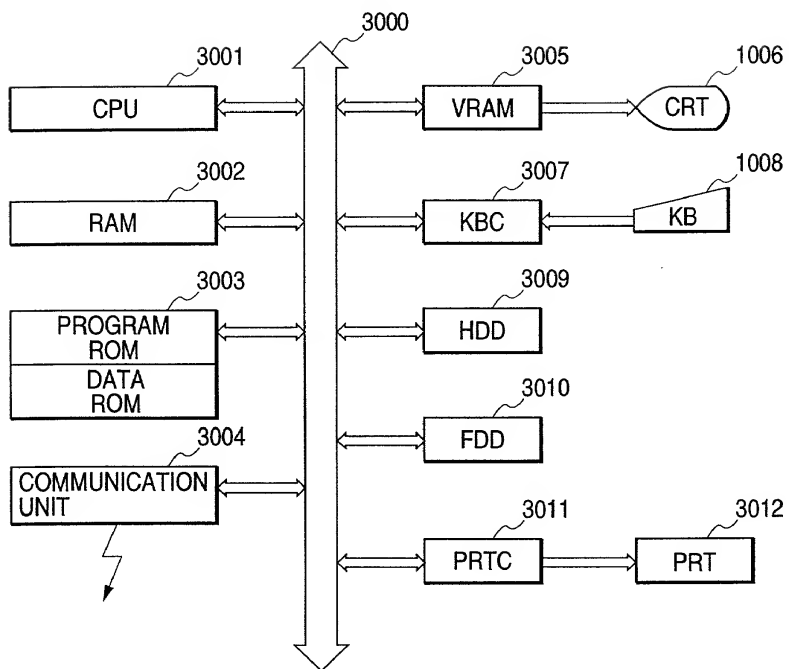 3000
3001
CPU
3005
VRAM
1006
CRT
3002
RAM
3007
KBC
1008
KB
3003
PROGRAM
ROM
DATA
ROM
3009
HDD
3010
FDD
3004
COMMUNICATION
UNIT
3011
PRTC
3012
PRT